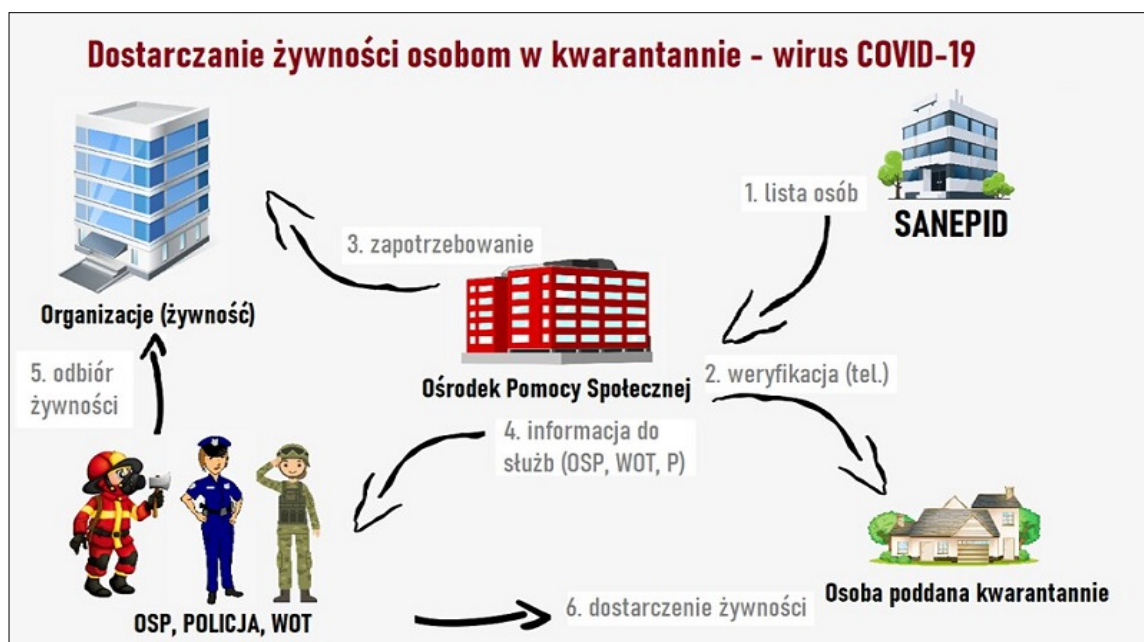 Dostarczanie żywności osobom w kwarantannie - wirus COVID-19
1. lista osób
SANEPID
3. zapotrzebowanie
Organizacje (żywność)
5. odbiór
żywności
2. weryfikacja (tel.)
Ośrodek Pomocy Społecznej
4. informacja do
służb (OSP, WOT, P)
Osoba poddana kwarantannie
6. dostarczenie żywności
OSP, POLICJA, WOT